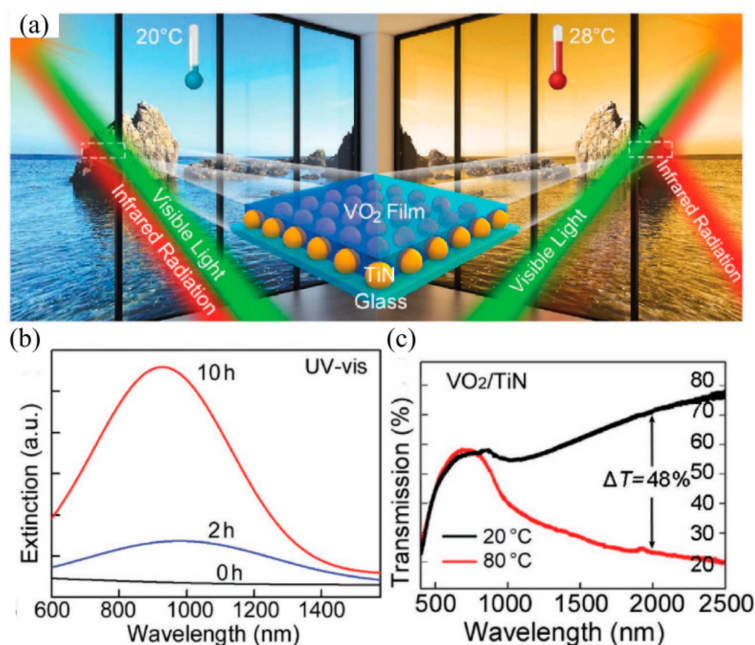 (a)
20°C
28°C
Infrared Radiation
Visible Light
VO₂ Film
TiN
Glass
Visible Light
Infrared Radiation
(b)
UV-vis
10 h
2 h
0 h
Extinction (a.u.)
600 800 1000 1200 1400
Wavelength (nm)
(c)
VO₂/TiN
80
70
60
50
40
30
20
ΔT=48%
20 °C
80 °C
Transmission (%)
500 1000 1500 2000 2500
Wavelength (nm)